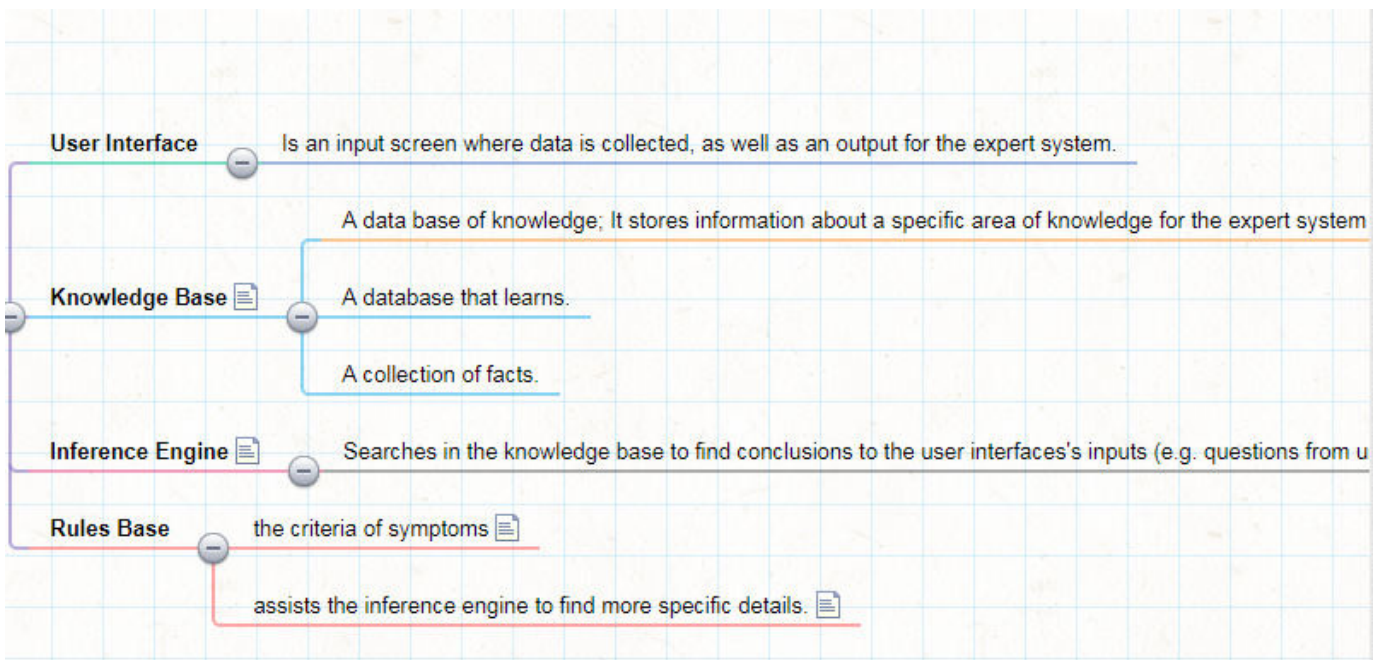 User Interface Is an input screen where data is collected, as well as an output for the expert system.
A data base of knowledge; It stores information about a specific area of knowledge for the expert system
Knowledge Base A database that learns.
A collection of facts.
Inference Engine Searches in the knowledge base to find conclusions to the user interfaces's inputs (e.g. questions from u
Rules Base the criteria of symptoms
assists the inference engine to find more specific details.